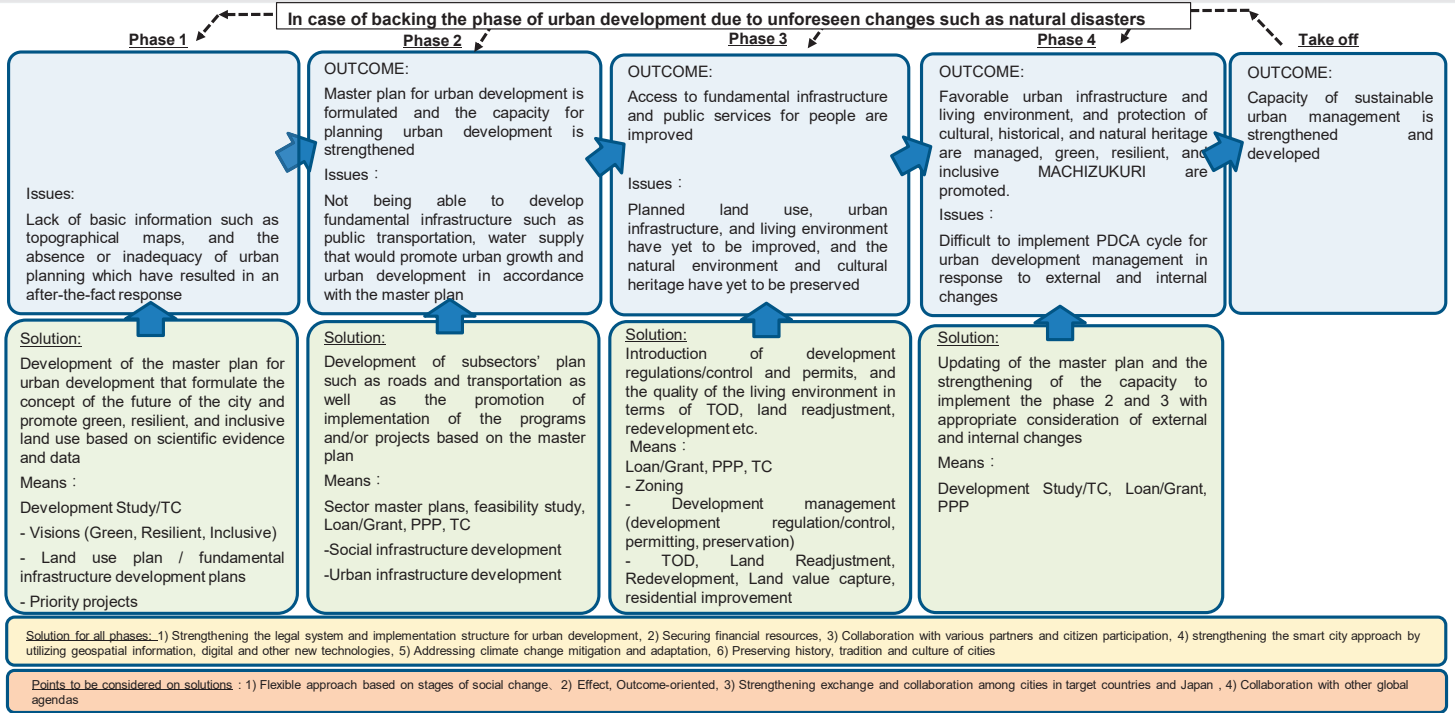 In case of backing the phase of urban development due to unforeseen changes such as natural disasters
Phase 1
Issues:
Lack of basic information such as
topographical maps, and the
absence or inadequacy of urban
planning which have resulted in an
after-the-fact response
Solution:
Development of the master plan for
urban development that formulate the
concept of the future of the city and
promote green, resilient, and inclusive
land use based on scientific evidence
and data
Means：
Development Study/TC
- Visions (Green, Resilient, Inclusive)
- Land use plan / fundamental
infrastructure development plans
- Priority projects
Phase 2
OUTCOME:
Master plan for urban development is
formulated and the capacity for
planning urban development is
strengthened
Issues：
Not being able to develop
fundamental infrastructure such as
public transportation, water supply
that would promote urban growth and
urban development in accordance
with the master plan
Solution:
Development of subsectors' plan
such as roads and transportation as
well as the promotion of
implementation of the programs
and/or projects based on the master
plan
Means：
Sector master plans, feasibility study,
Loan/Grant, PPP, TC
-Social infrastructure development
-Urban infrastructure development
Phase 3
OUTCOME:
Access to fundamental infrastructure
and public services for people are
improved
Issues：
Planned land use, urban
infrastructure, and living environment
have yet to be improved, and the
natural environment and cultural
heritage have yet to be preserved
Solution:
Introduction of development
regulations/control and permits, and
the quality of the living environment in
terms of TOD, land readjustment,
redevelopment etc.
Means：
Loan/Grant, PPP, TC
- Zoning
- Development management
(development regulation/control,
permitting, preservation)
- TOD, Land Readjustment,
Redevelopment, Land value capture,
residential improvement
Phase 4
OUTCOME:
Favorable urban infrastructure and
living environment, and protection of
cultural, historical, and natural heritage
are managed, green, resilient, and
inclusive MACHIZUKURI are
promoted.
Issues：
Difficult to implement PDCA cycle for
urban development management in
response to external and internal
changes
Solution:
Updating of the master plan and the
strengthening of the capacity to
implement the phase 2 and 3 with
appropriate consideration of external
and internal changes
Means：
Development Study/TC, Loan/Grant,
PPP
Take off
OUTCOME:
Capacity of sustainable
urban management is
strengthened and
developed
Solution for all phases: 1) Strengthening the legal system and implementation structure for urban development, 2) Securing financial resources, 3) Collaboration with various partners and citizen participation, 4) strengthening the smart city approach by
utilizing geospatial information, digital and other new technologies, 5) Addressing climate change mitigation and adaptation, 6) Preserving history, tradition and culture of cities
Points to be considered on solutions : 1) Flexible approach based on stages of social change、2) Effect, Outcome-oriented, 3) Strengthening exchange and collaboration among cities in target countries and Japan , 4) Collaboration with other global
agendas